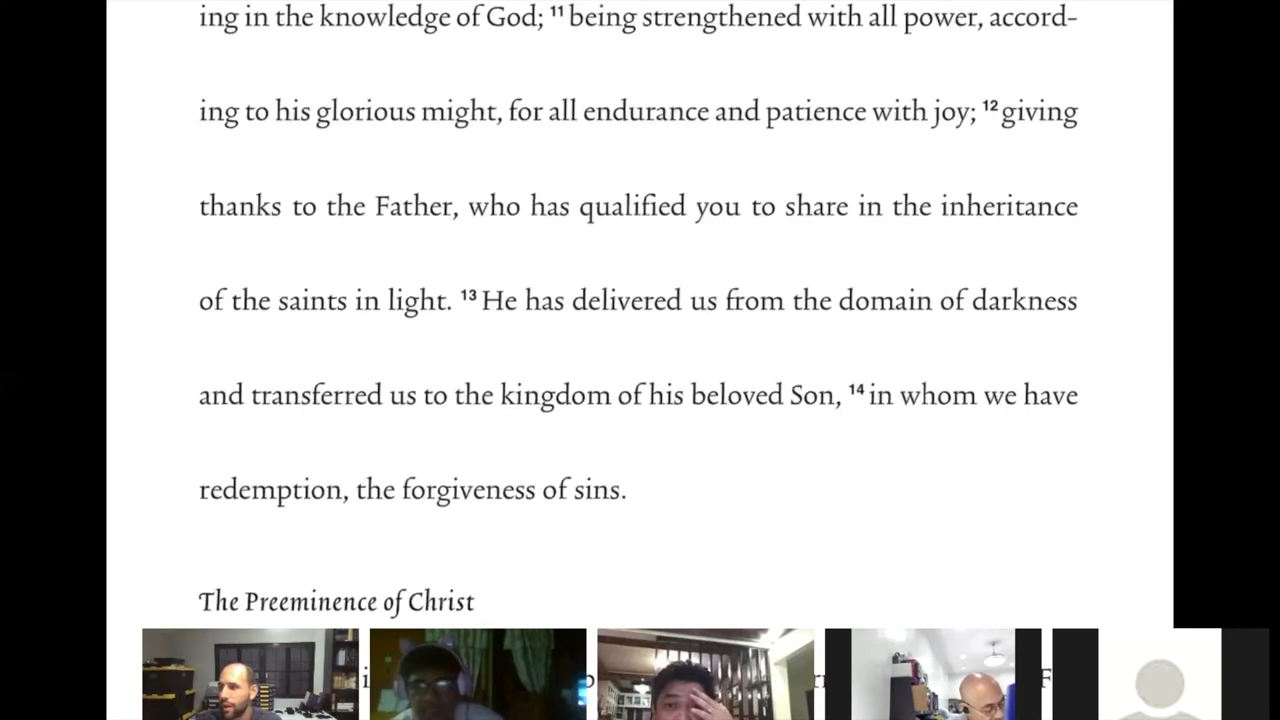 ing in the knowledge of God; ¹¹ being strengthened with all power, accord-
ing to his glorious might, for all endurance and patience with joy; ¹² giving
thanks to the Father, who has qualified you to share in the inheritance
of the saints in light. ¹³ He has delivered us from the domain of darkness
and transferred us to the kingdom of his beloved Son, ¹⁴ in whom we have
redemption, the forgiveness of sins.
The Preeminence of Christ